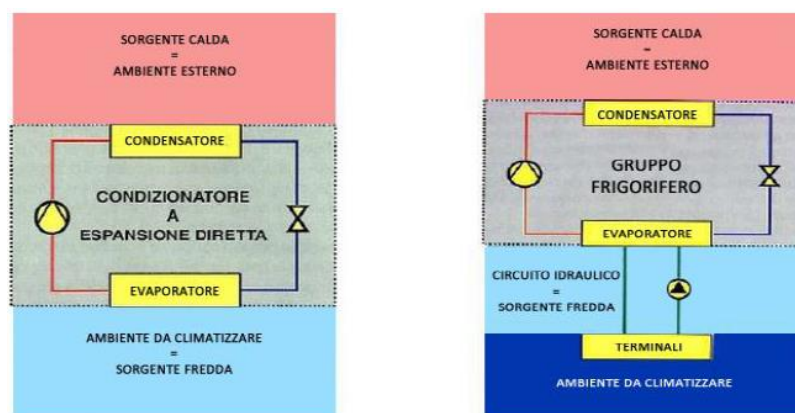 SORGENTE CALDA
=
AMBIENTE ESTERNO
CONDENSATORE
CONDIZIONATORE
A
ESPANSIONE DIRETTA
EVAPORATORE
AMBIENTE DA CLIMATIZZARE
=
SORGENTE FREDDA
SORGENTE CALDA
=
AMBIENTE ESTERNO
CONDENSATORE
GRUPPO
FRIGORIFERO
EVAPORATORE
CIRCUITO IDRAULICO
=
SORGENTE FREDDA
TERMINALI
AMBIENTE DA CLIMATIZZARE